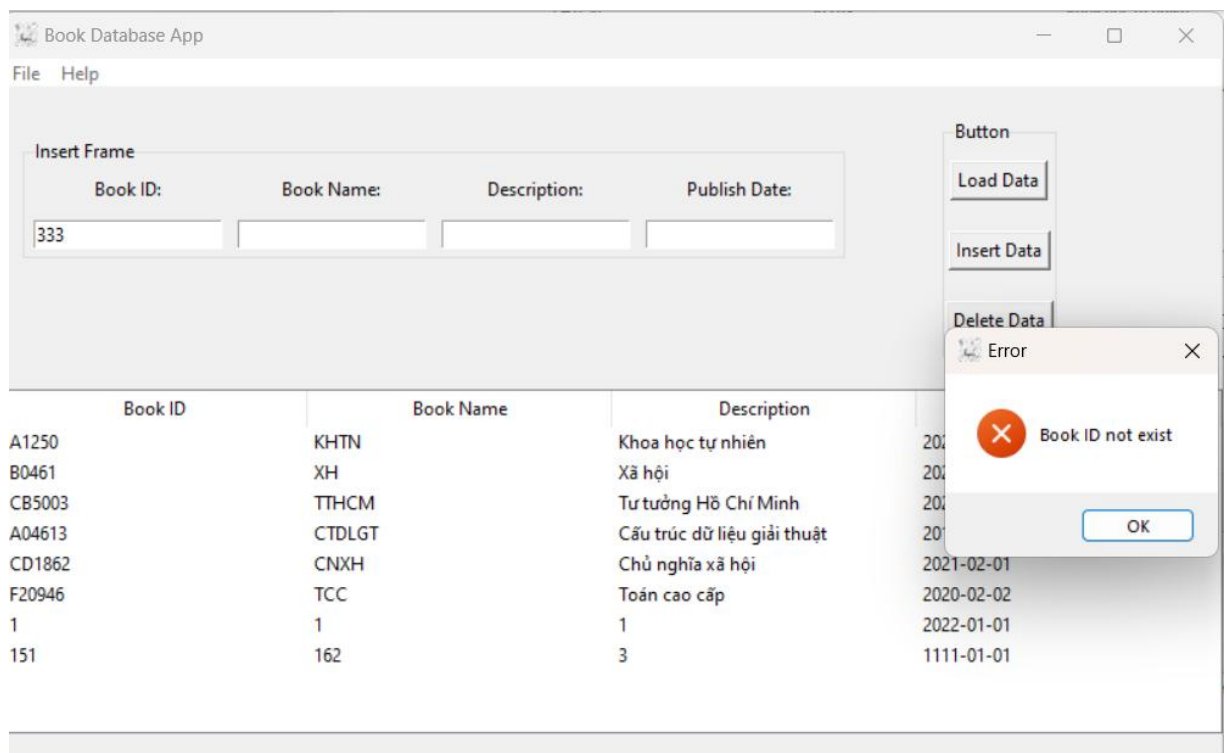 Book Database App
File Help
Button
Insert Frame
Book ID: Book Name: Description: Publish Date:
Load Data
333
Insert Data
Delete Data
Error
Book ID not exist
OK
Book ID Book Name Description
A1250 KHTN Khoa học tự nhiên
B0461 XH Xã hội
CB5003 TTHCM Tư tưởng Hồ Chí Minh
A04613 CTDLGT Cấu trúc dữ liệu giải thuật
CD1862 CNXH Chủ nghĩa xã hội 2021-02-01
F20946 TCC Toán cao cấp 2020-02-02
1 1 1 2022-01-01
151 162 3 1111-01-01